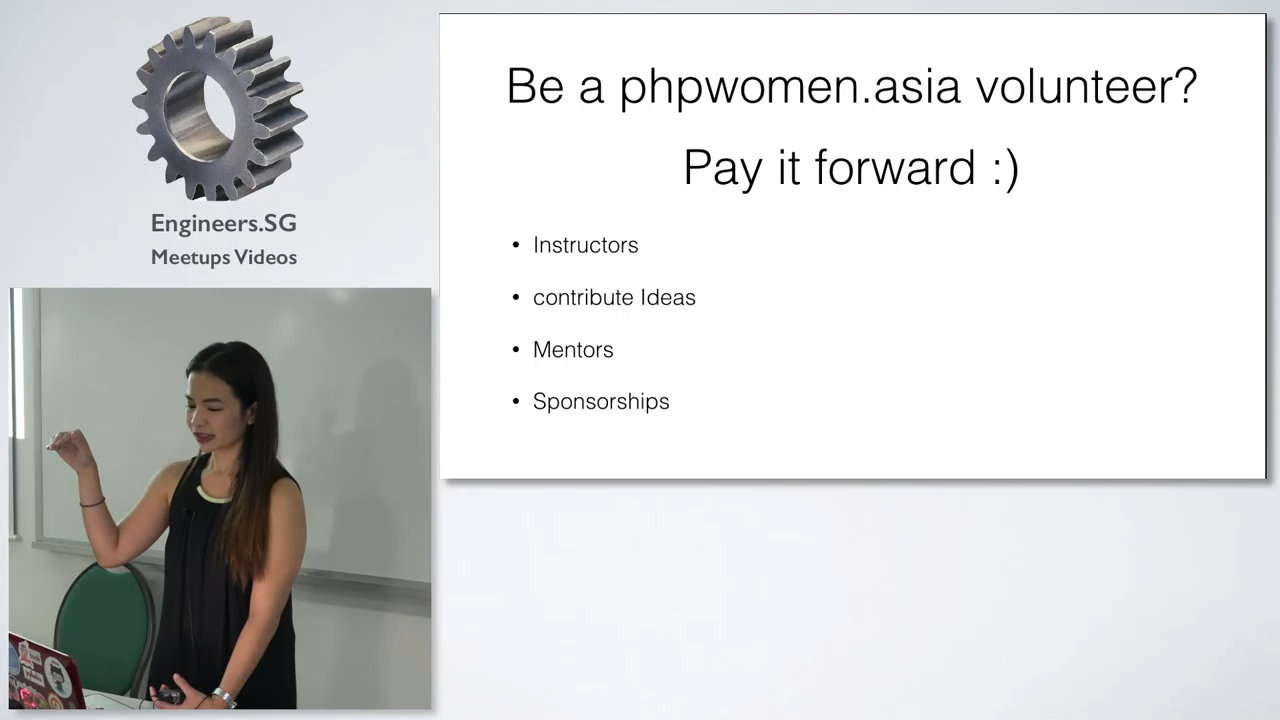 Engineers.SG
Meetups Videos
Be a phpwomen.asia volunteer?
Pay it forward :)
• Instructors
• contribute Ideas
• Mentors
• Sponsorships